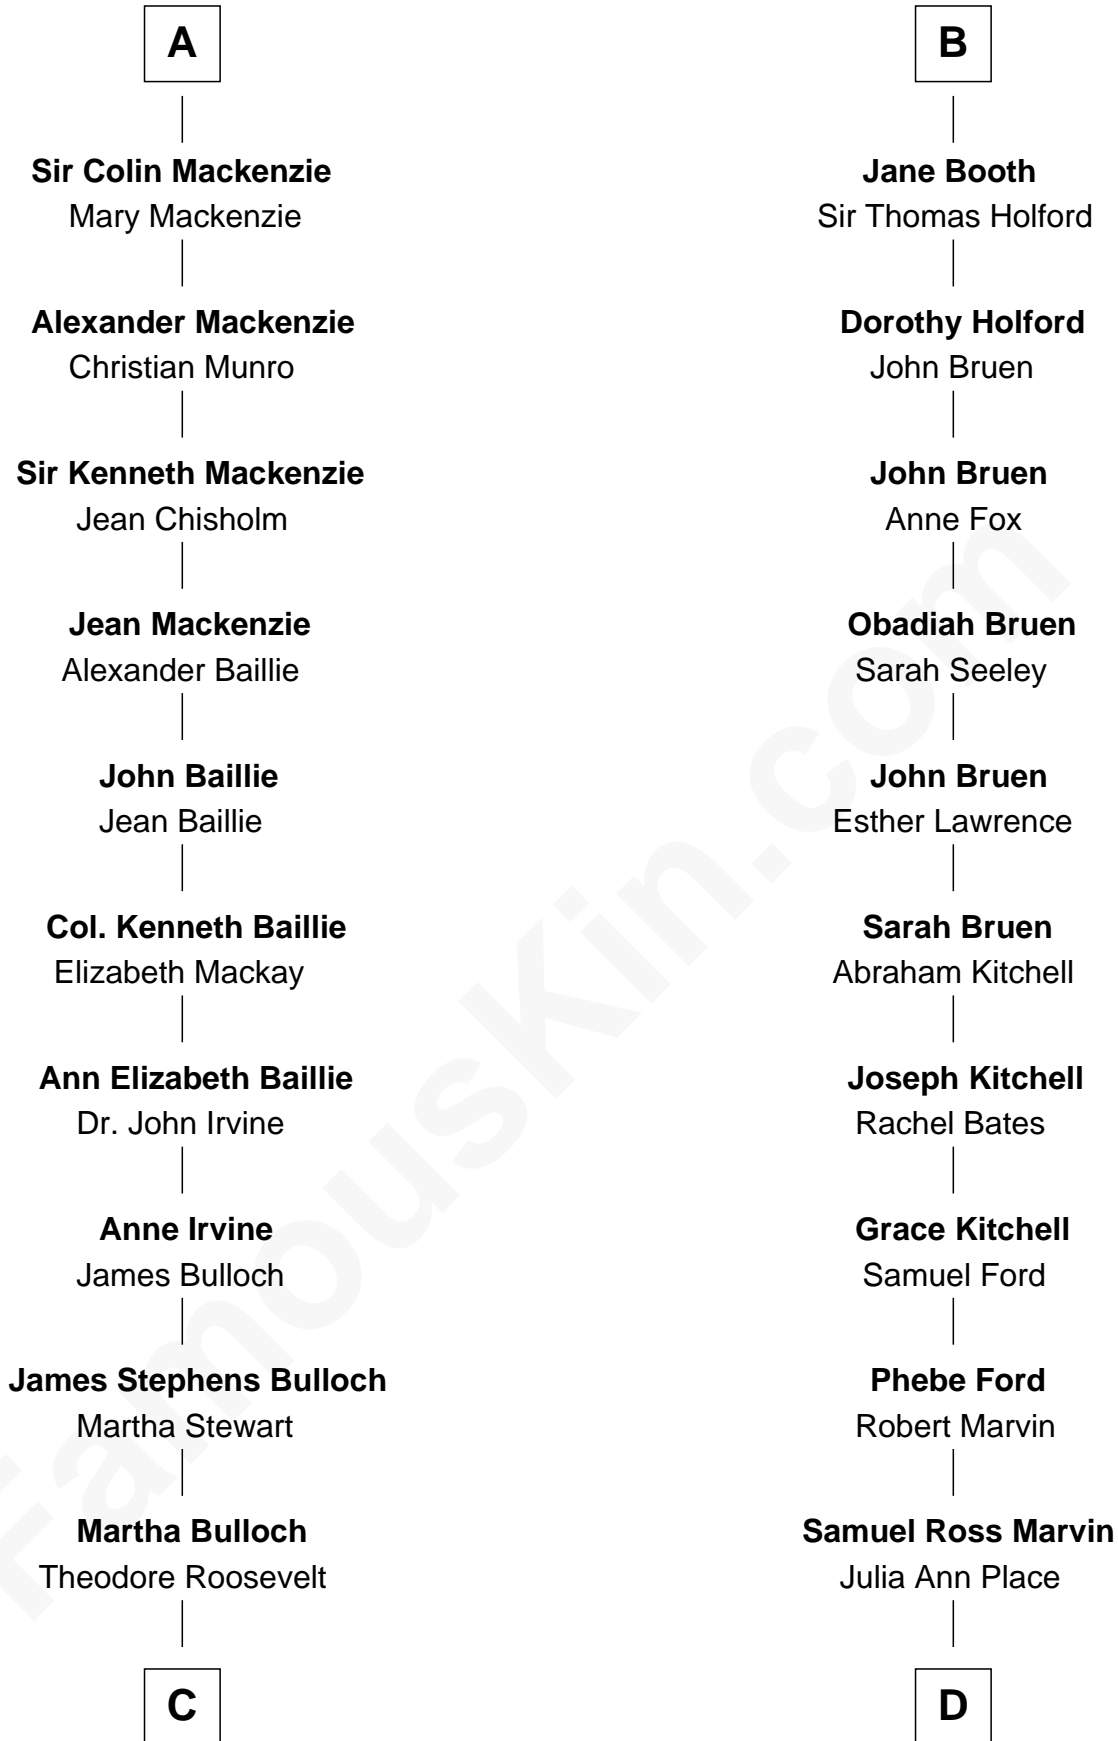 A
Sir Colin Mackenzie
Mary Mackenzie
Alexander Mackenzie
Christian Munro
Sir Kenneth Mackenzie
Jean Chisholm
Jean Mackenzie
Alexander Baillie
John Baillie
Jean Baillie
Col. Kenneth Baillie
Elizabeth Mackay
Ann Elizabeth Baillie
Dr. John Irvine
Anne Irvine
James Bulloch
James Stephens Bulloch
Martha Stewart
Martha Bulloch
Theodore Roosevelt
C
B
Jane Booth
Sir Thomas Holford
Dorothy Holford
John Bruen
John Bruen
Anne Fox
Obadiah Bruen
Sarah Seeley
John Bruen
Esther Lawrence
Sarah Bruen
Abraham Kitchell
Joseph Kitchell
Rachel Bates
Grace Kitchell
Samuel Ford
Phebe Ford
Robert Marvin
Samuel Ross Marvin
Julia Ann Place
D
FamousKin.com